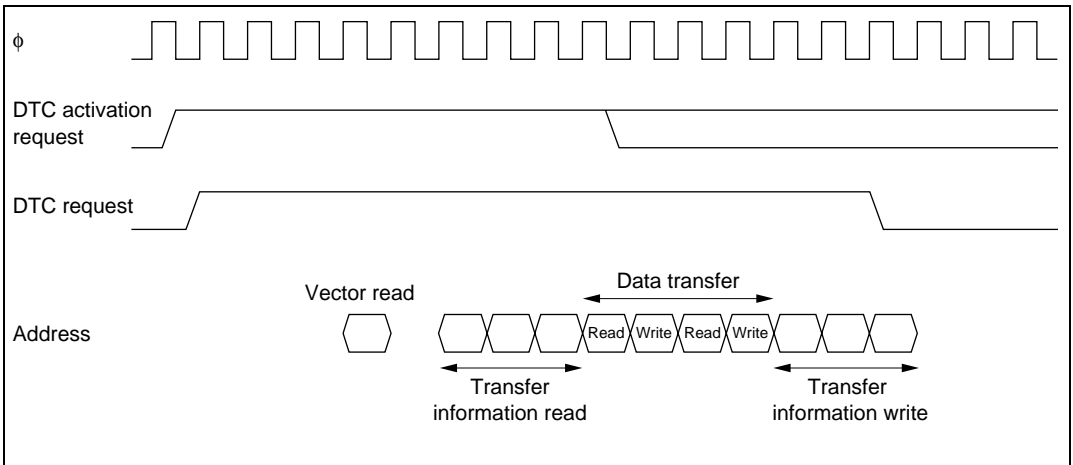 ϕ
DTC activation
request
DTC request
Data transfer
Vector read
Address
Read Write Read Write
Transfer
information read
Transfer
information write